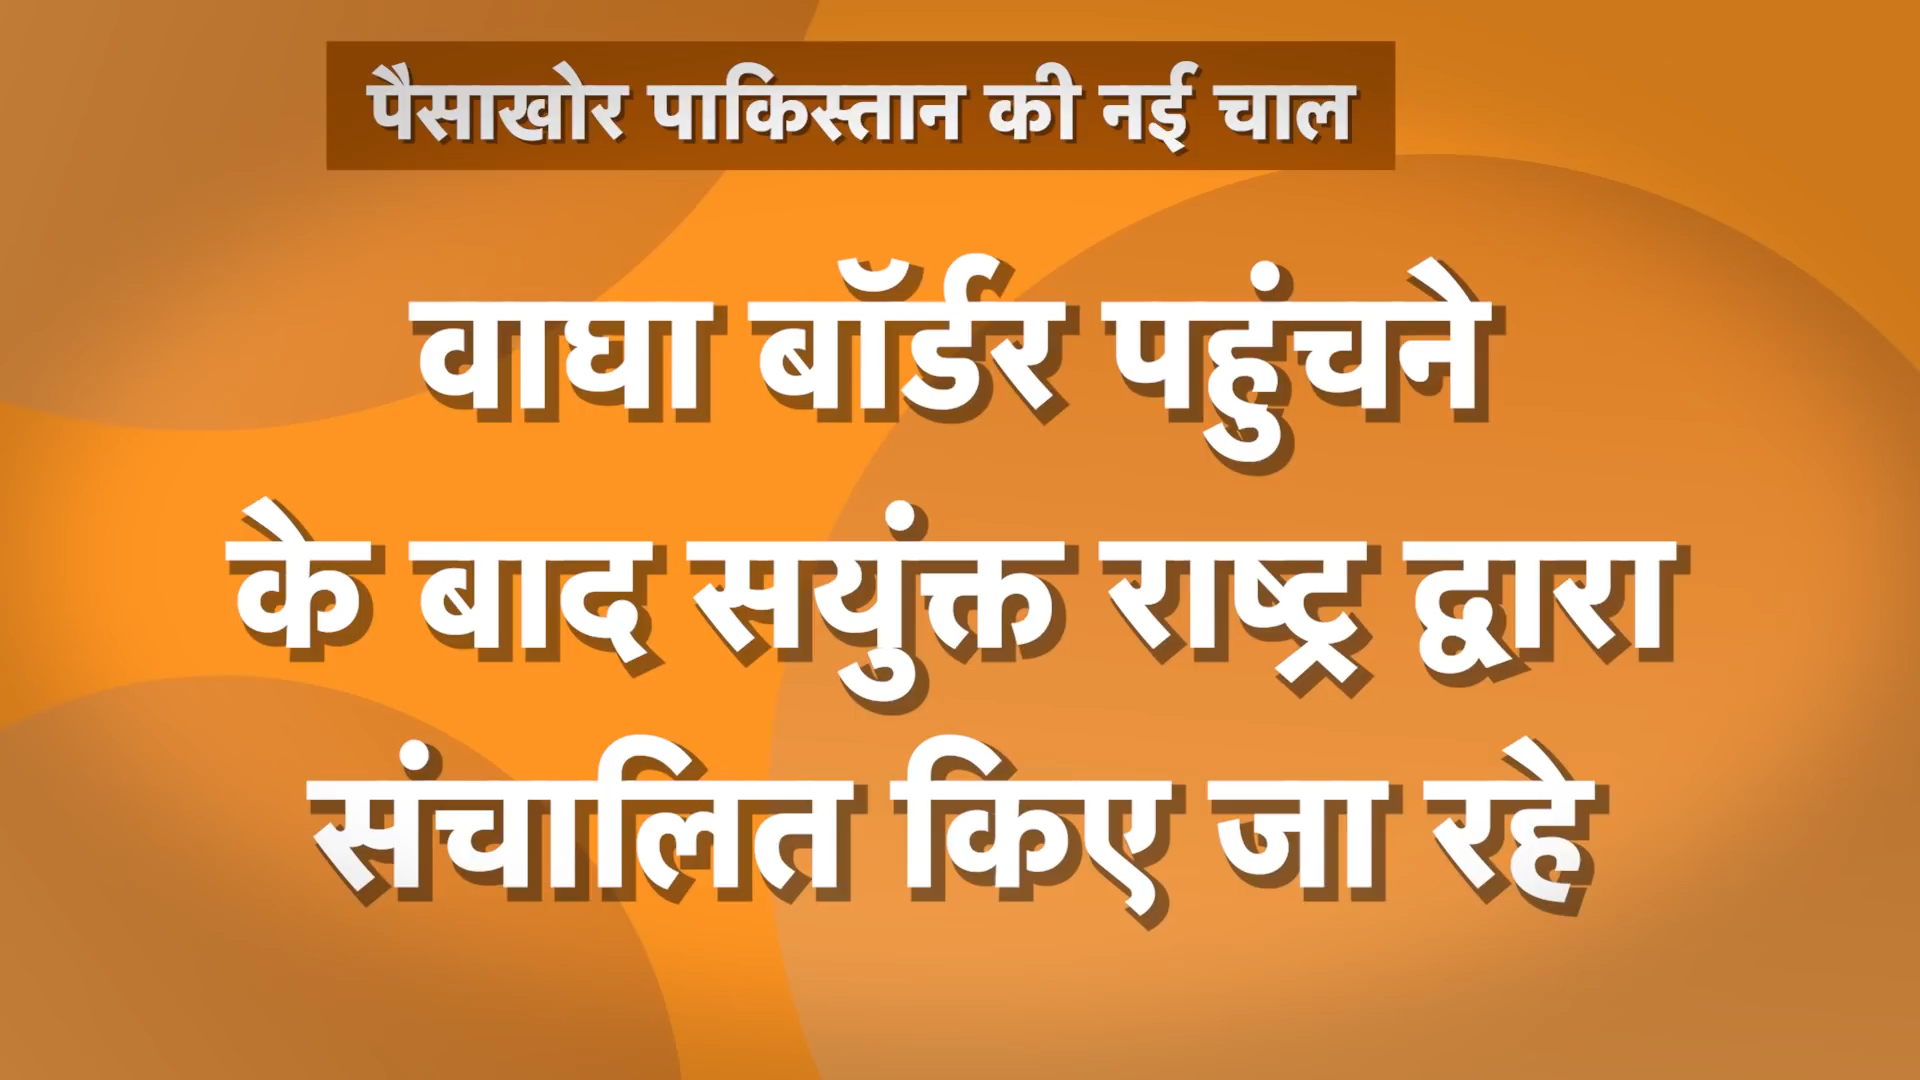 पैसाखोर पाकिस्तान की नई चाल
वाघा बॉर्डर पहुंचने
के बाद सयुंक्त राष्ट्र द्वारा
संचालित किए जा रहे